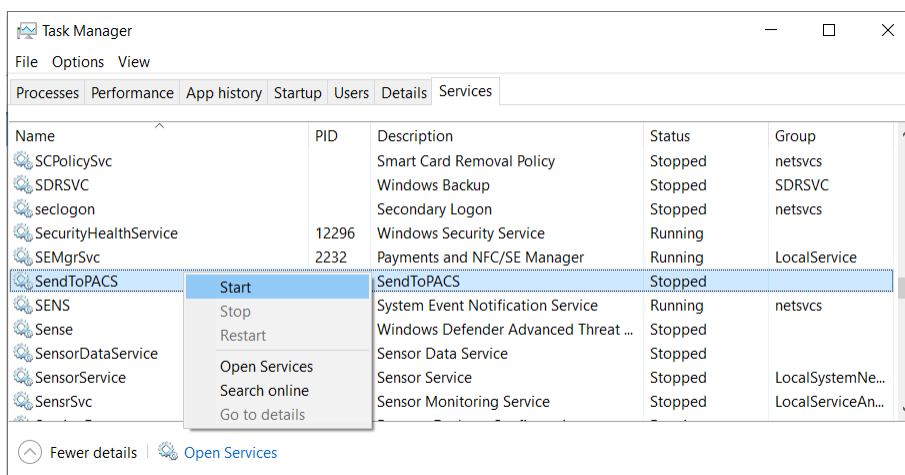 Task Manager
File Options View
Processes Performance App history Startup Users Details Services
Name PID Description Status Group
SCPolicySvc Smart Card Removal Policy Stopped netsvcs
SDRSVC Windows Backup Stopped SDRSVC
seclogon Secondary Logon Stopped netsvcs
SecurityHealthService 12296 Windows Security Service Running
SEMgrSvc 2232 Payments and NFC/SE Manager Running LocalService
SendToPACS SendToPACS Stopped
Start
SENS System Event Notification Service Running netsvcs
Stop
Sense Windows Defender Advanced Threat ... Stopped
Restart
SensorDataService Sensor Data Service Stopped
Open Services
SensorService Sensor Service Stopped LocalSystemNe...
Search online
SensrSvc Sensor Monitoring Service Stopped LocalServiceAn...
Go to details
Fewer details Open Services